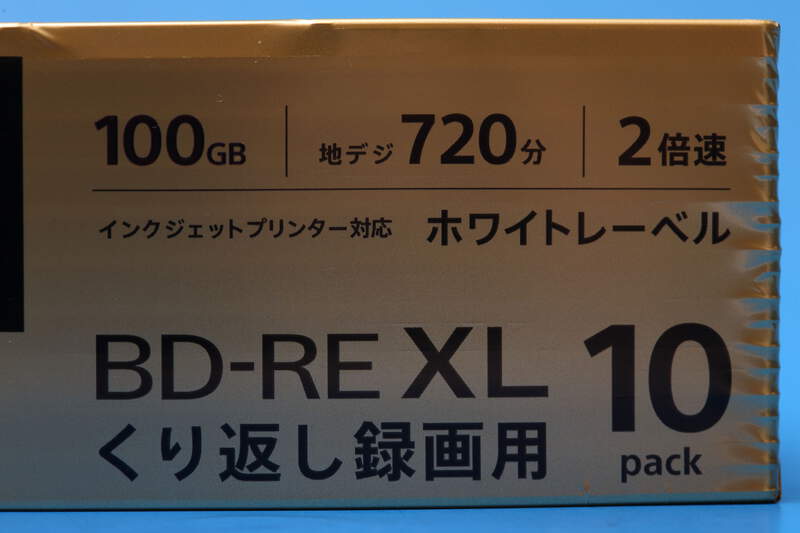 100GB 地デジ 720分 2倍速
インクジェットプリンター対応 ホワイトレーベル
BD-RE XL 10
くり返し録画用 pack